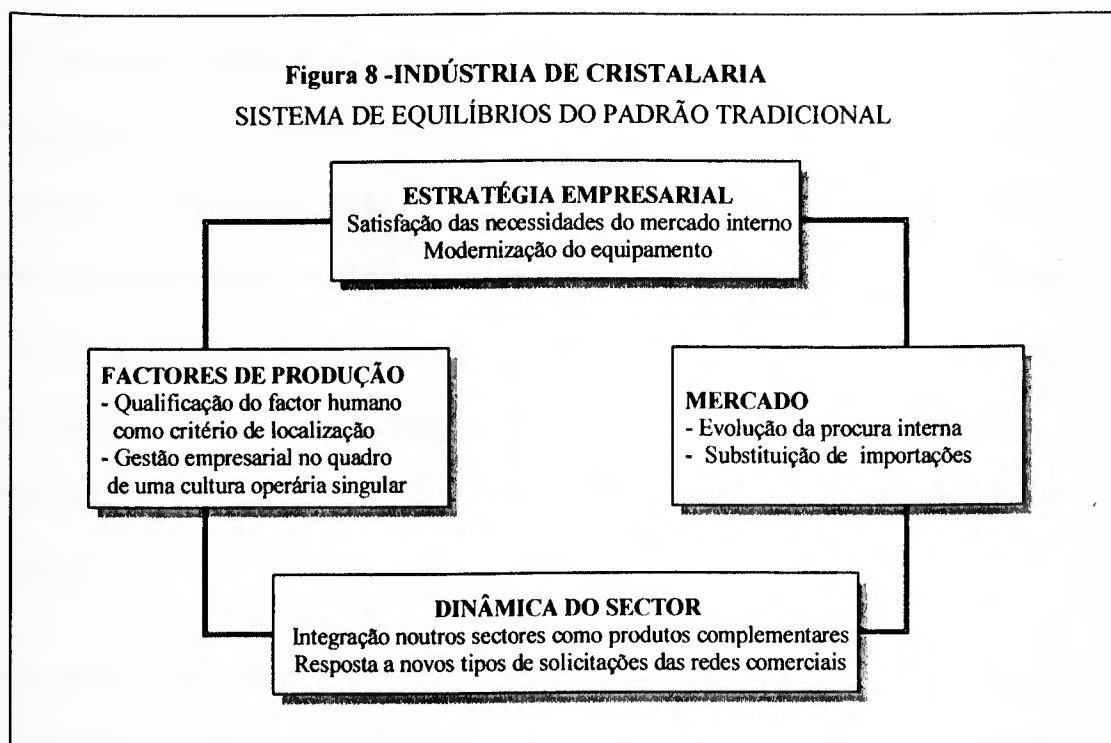 Figura 8 -INDÚSTRIA DE CRISTALARIA
SISTEMA DE EQUILÍBRIOS DO PADRÃO TRADICIONAL
ESTRATÉGIA EMPRESARIAL
Satisfação das necessidades do mercado interno
Modernização do equipamento
FACTORES DE PRODUÇÃO
- Qualificação do factor humano
como critério de localização
- Gestão empresarial no quadro
de uma cultura operária singular
MERCADO
- Evolução da procura interna
- Substituição de importações
DINÂMICA DO SECTOR
Integração noutros sectores como produtos complementares
Resposta a novos tipos de solicitações das redes comerciais